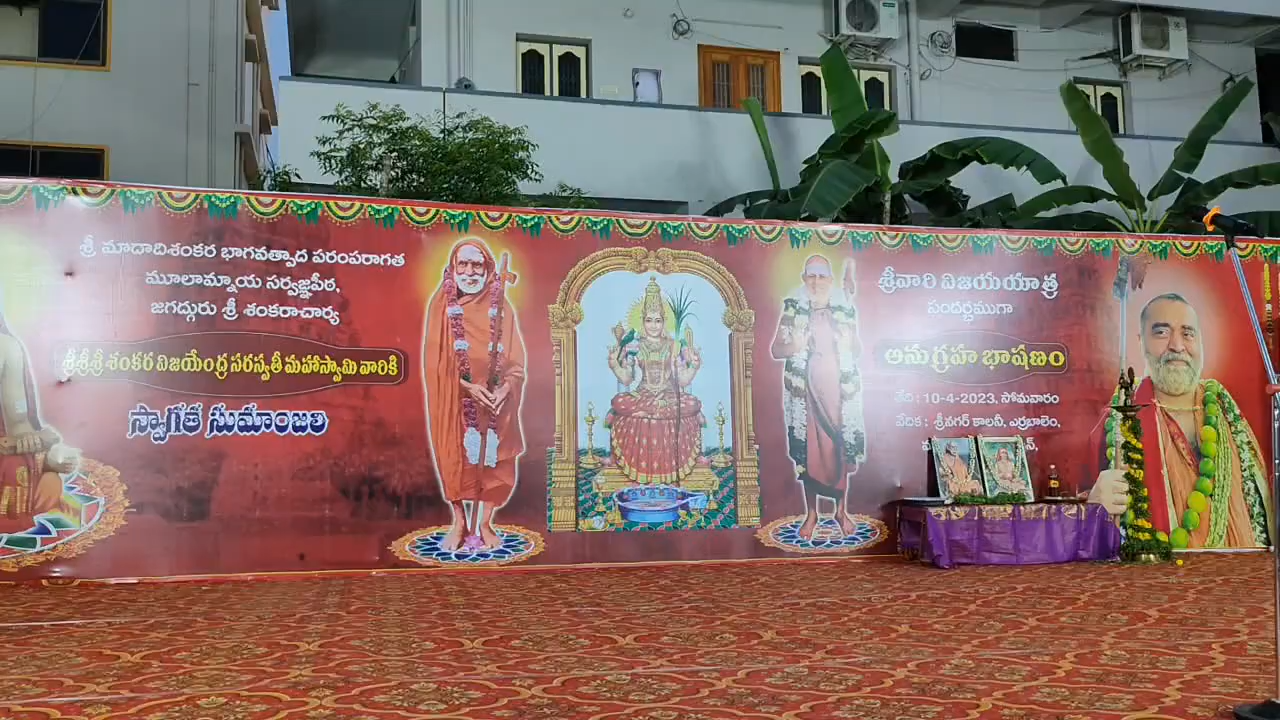 శ్రీ మాదాదిశంకర భాగవత్పాద పరంపరాగత
మూలామ్నాయ సర్వజ్ఞపీఠ,
జగద్గురు శ్రీ శంకరాచార్య
శ్రీశ్రీశ్రీ శంకర విజయేంద్ర సరస్వతీ మహాస్వామి వారికి
స్వాగత సుమాంజలి
శ్రీవారి విజయయాత్ర
సందర్భముగా
అనుగ్రహ భాషణం
తేది : 10-4-2023, సోమవారం
వేదిక : శ్రీనగర్ కాలనీ, ఎర్రబాలెం,